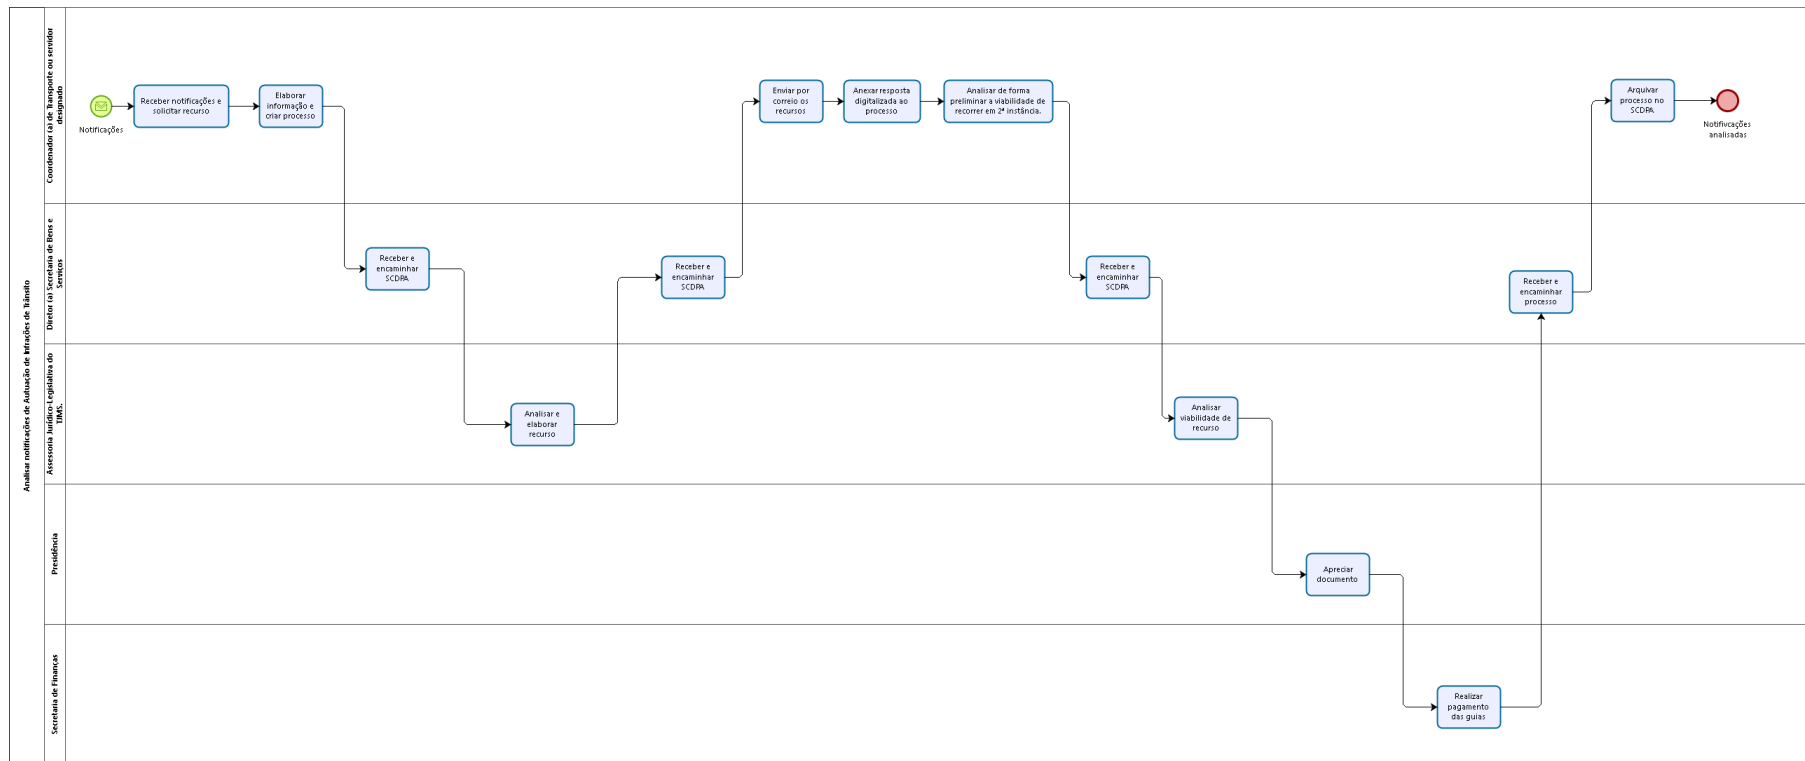 Analisar notificações de Autuação de Infrações de Trânsito
Coordenador (a) de Transporte ou servidor
designado
Notificações
Receber notificações e
solicitar recurso
Elaborar
informação e
criar processo
Enviar por
correio os
recursos
Anexar resposta
digitalizada ao
processo
Analisar de forma
preliminar a viabilidade de
recorrer em 2ª instância.
Arquivar
processo no
SCDPA
Notifivcações
analisadas
Diretor (a) Secretaria de Bens e
Serviços
Receber e
encaminhar
SCDPA
Receber e
encaminhar
SCDPA
Receber e
encaminhar
SCDPA
Receber e
encaminhar
processo
Assessoria Jurídico-Legislativa do
TJMS.
Analisar e
elaborar
recurso
Analisar
viabilidade de
recurso
Presidência
Apreciar
documento
Secretaria de Finanças
Realizar
pagamento
das guias